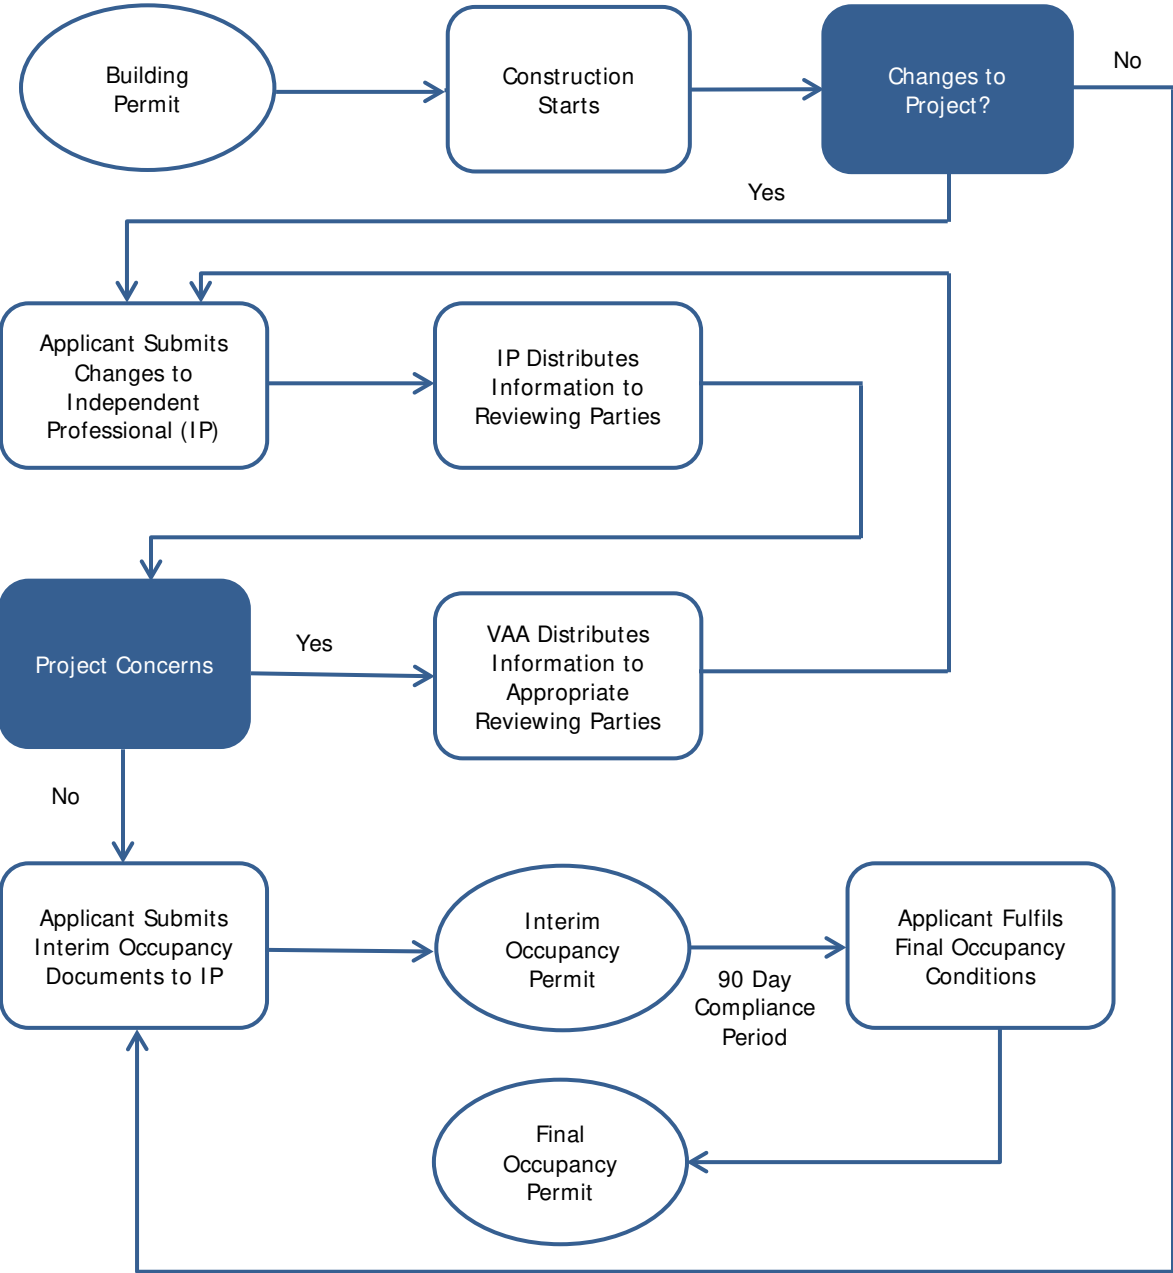 Building
Permit
Construction
Starts
Changes to
Project?
No
Yes
Applicant Submits
Changes to
Independent
Professional (IP)
IP Distributes
Information to
Reviewing Parties
Project Concerns
Yes
VAA Distributes
Information to
Appropriate
Reviewing Parties
No
Applicant Submits
Interim Occupancy
Documents to IP
Interim
Occupancy
Permit
90 Day
Compliance
Period
Applicant Fulfils
Final Occupancy
Conditions
Final
Occupancy
Permit